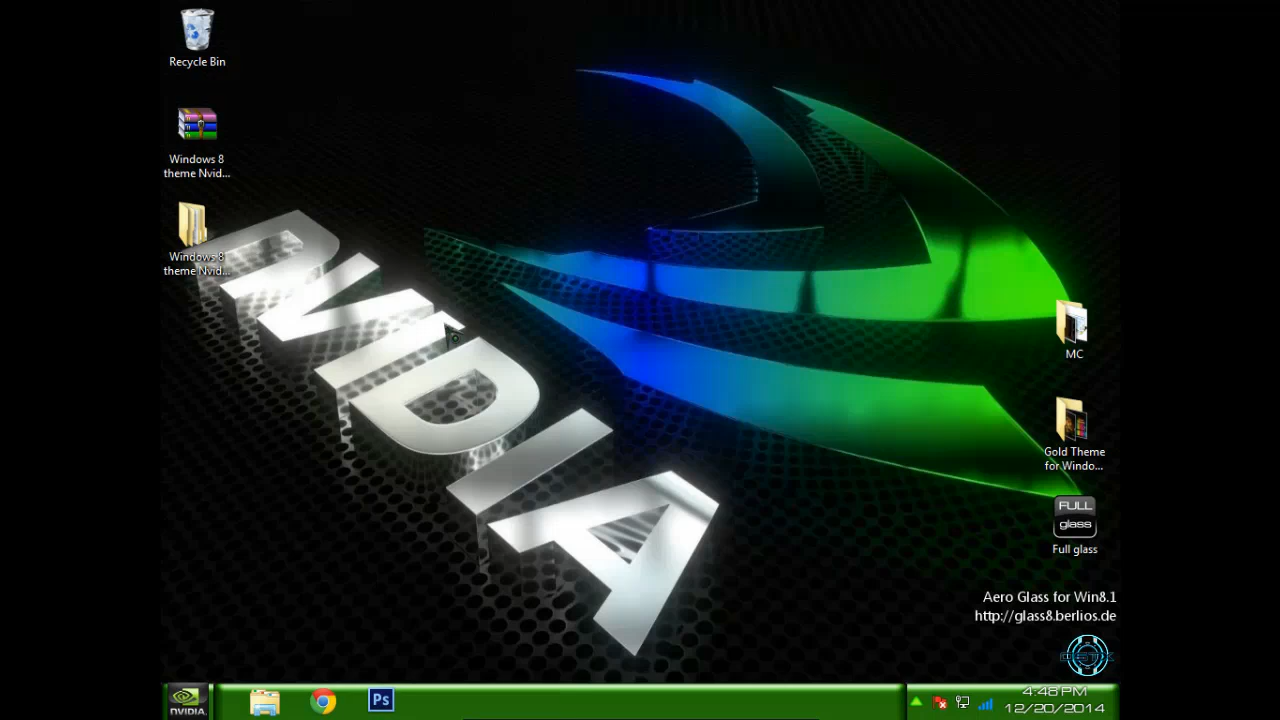 Recycle Bin
Windows 8
theme Nvid...
Windows 8
theme Nvid...
NVIDIA
MC
Gold Theme
for Windo...
FULL
glass
Full glass
Aero Glass for Win8.1
http://glass8.berlios.de
NVIDIA.
Ps
4:48 PM
12/20/2014